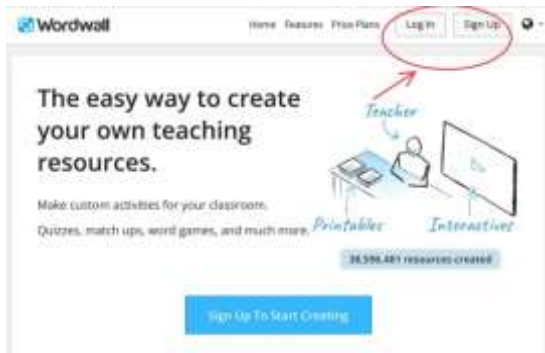 Wordwall
Home Features Price Plans Log In Sign Up
The easy way to create
your own teaching
resources.
Teacher
Make custom activities for your classroom.
Quizzes, match ups, word games, and much more.
Printables
Interactives
resources created
Sign Up To Start Creating